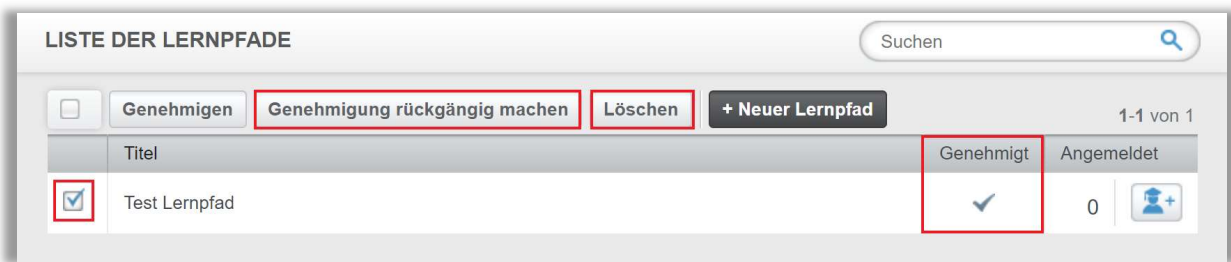 LISTE DER LERNPFADE
Suchen
Genehmigen Genehmigung rückgängig machen Löschen + Neuer Lernpfad 1-1 von 1
Titel Genehmigt Angemeldet
Test Lernpfad 0